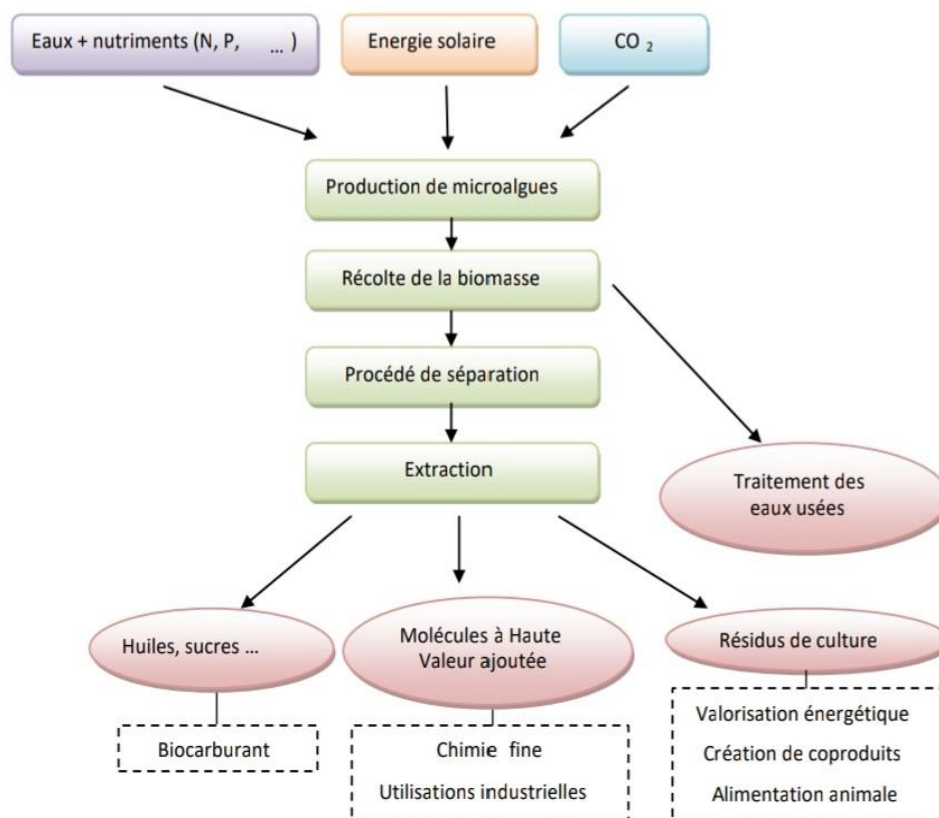 Eaux + nutriments (N, P, ... )
Energie solaire
CO 2
Production de microalgues
Récolte de la biomasse
Procédé de séparation
Extraction
Traitement des
eaux usées
Huiles, sucres ...
Molécules à Haute
Valeur ajoutée
Résidus de culture
Biocarburant
Chimie fine
Utilisations industrielles
Valorisation énergétique
Création de coproduits
Alimentation animale